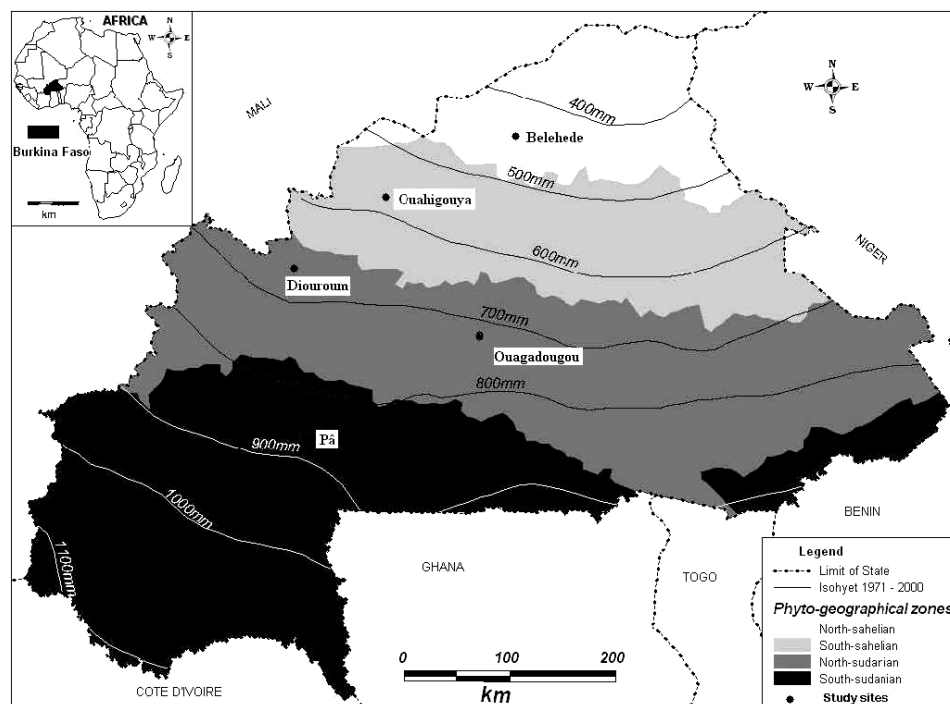 AFRICA
N
W E
S
Burkina Faso
km
MALI
N
W E
S
400mm
Belehede
500mm
Ouahigouya
600mm
NIGER
Diouroun
700mm
Ouagadougou
800mm
Pâ
900mm
1000mm
1100mm
BENIN
GHANA
TOGO
COTE D'IVOIRE
0 100 200
km
Legend
Limit of State
Isohyet 1971 - 2000
Phyto-geographical zones
North-sahelian
South-sahelian
North-sudarian
South-sudanian
Study sites